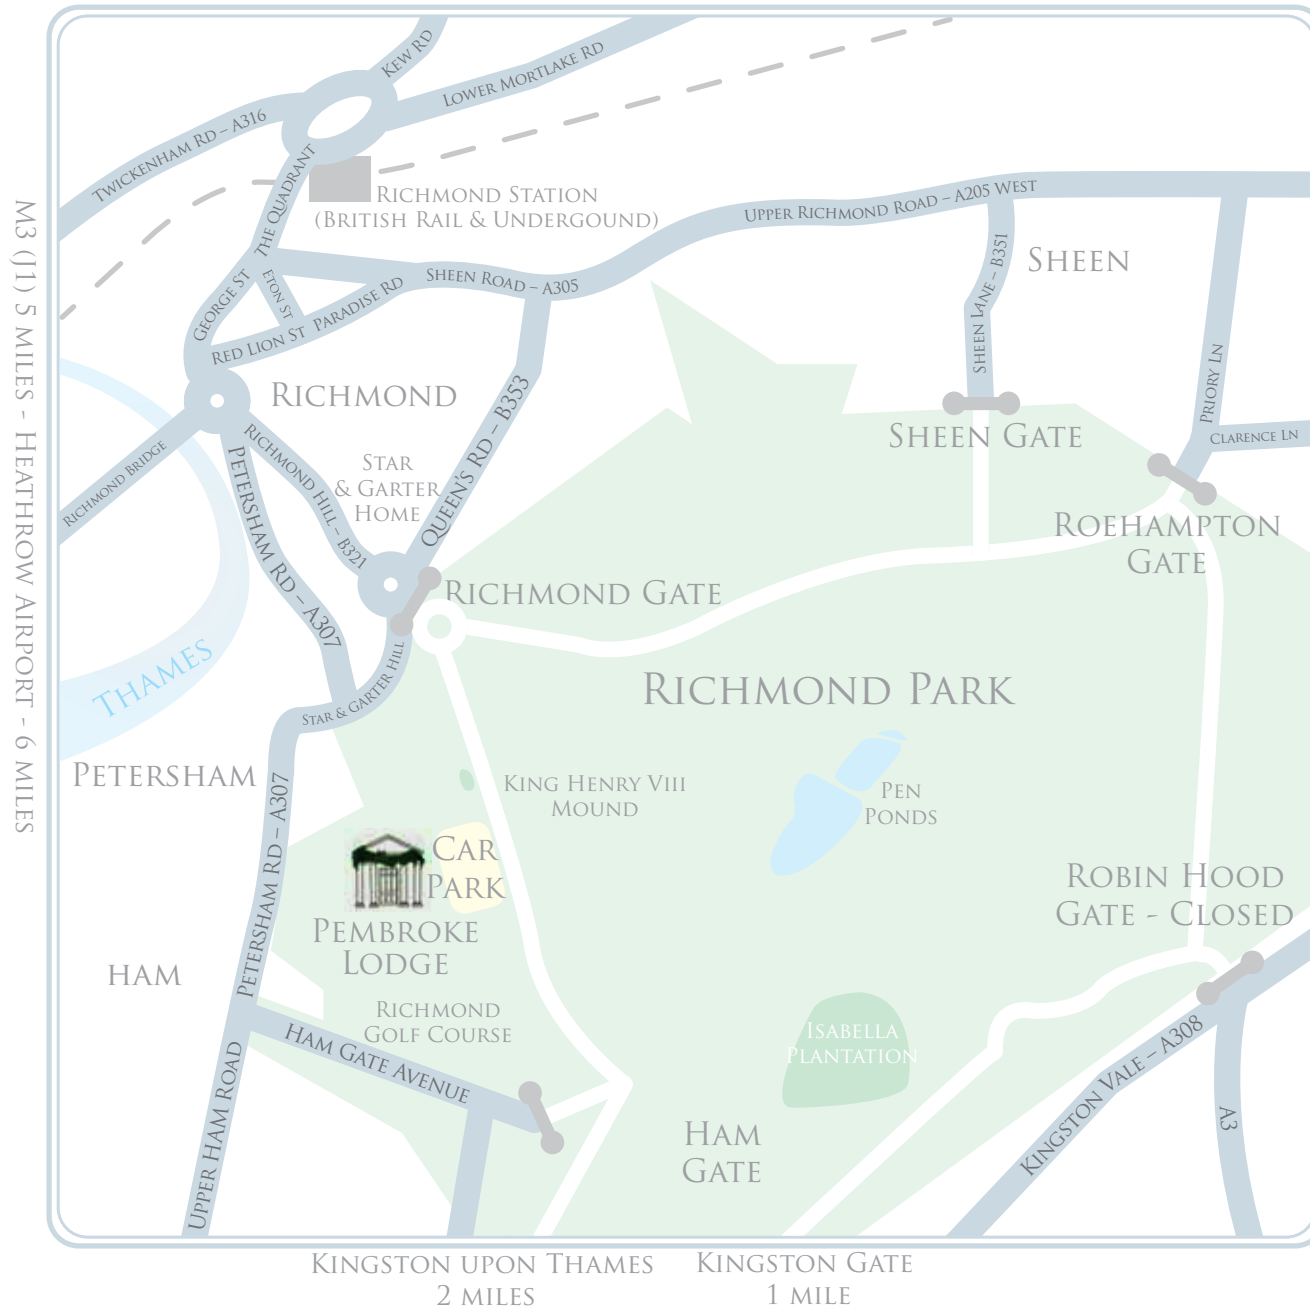 Kew Rd
Lower Mortlake Rd
Twickenham Rd – A316
The Quadrant
Richmond Station
(British Rail & Undergound)
Upper Richmond Road – A205 West
Sheen Lane – B351
Sheen
George St
Eton St
Red Lion St
Paradise Rd
Sheen Road – A305
Priory Ln
Clarence Ln
M3 (J1) 5 miles - Heathrow Airport - 6 miles
Richmond
Richmond Bridge
Richmond Hill – B321
Petersham Rd – A307
Star
& Garter
Home
Queen's Rd – B353
Sheen Gate
Roehampton
Gate
Richmond Gate
Thames
Star & Garter Hill
Richmond Park
Petersham
Petersham Rd – A307
King Henry VIII
Mound
Pen
Ponds
Car
Park
Pembroke
Lodge
Robin Hood
Gate - Closed
Ham
Richmond
Golf Course
Isabella
Plantation
Ham Gate Avenue
Upper Ham Road
Ham
Gate
Kingston Vale – A308
A3
Kingston upon Thames
2 miles
Kingston Gate
1 mile